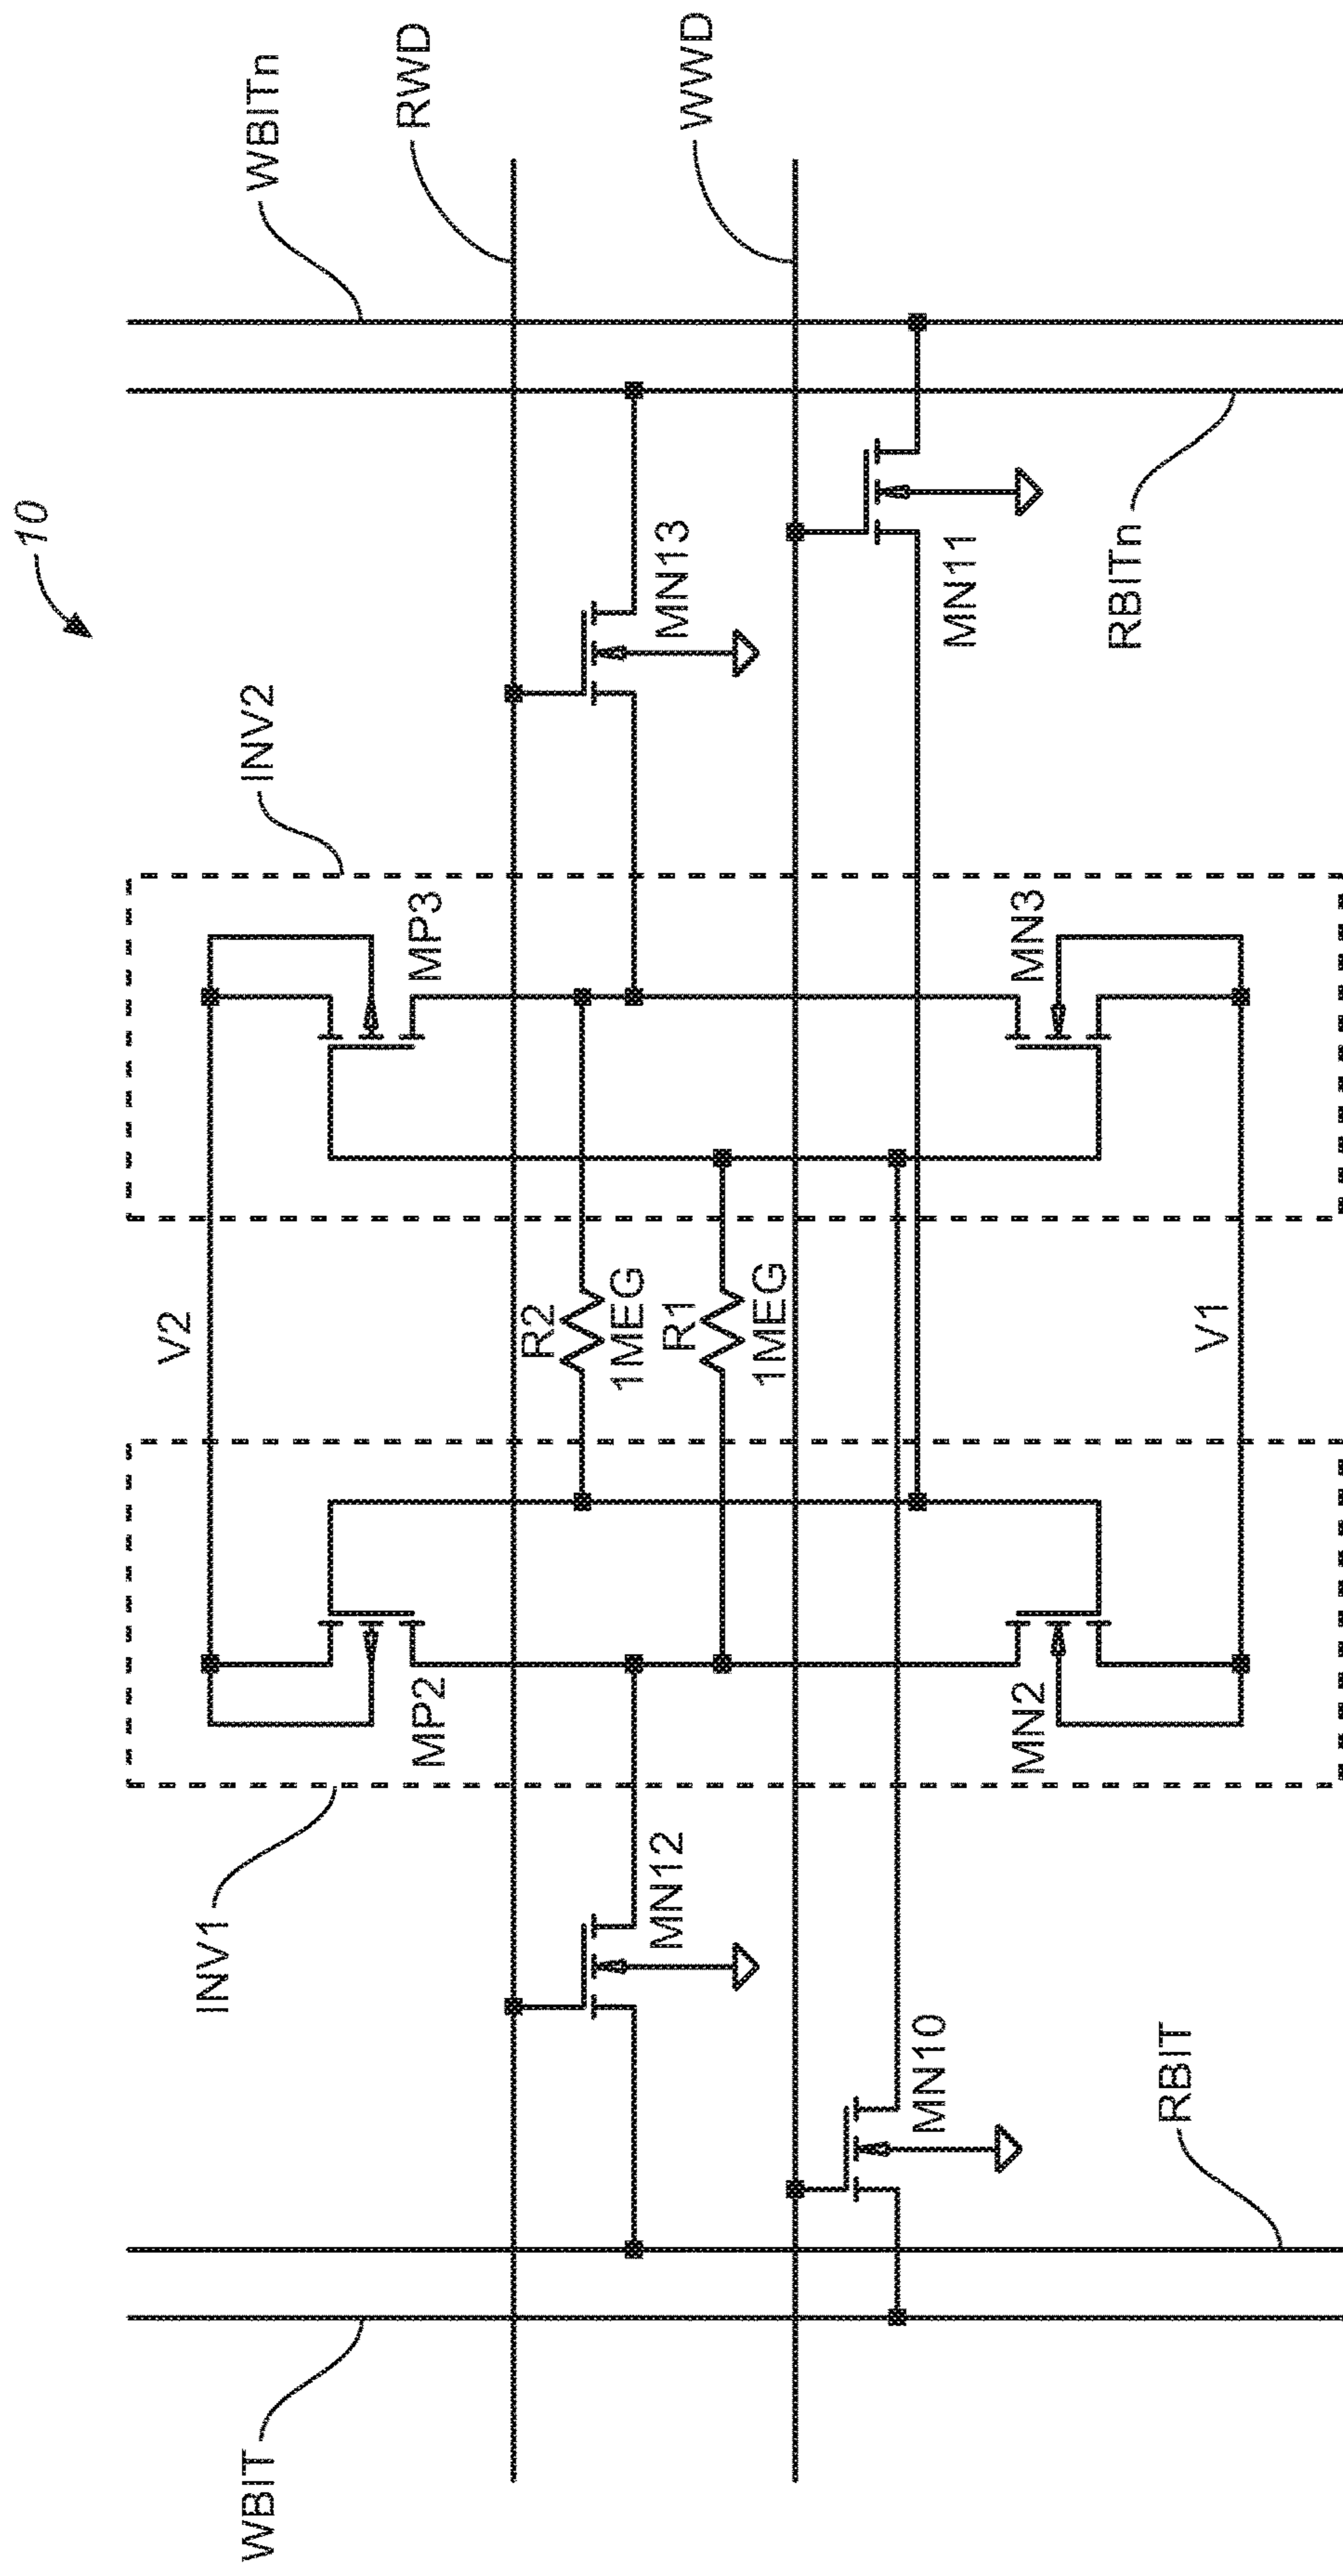 10
WBIT
INV1
INV2
WBITn
RWD
WWD
V2
MP2
MP3
MN12
MN13
R2
1MEG
R1
1MEG
MN10
MN11
MN2
MN3
V1
RBIT
RBITn